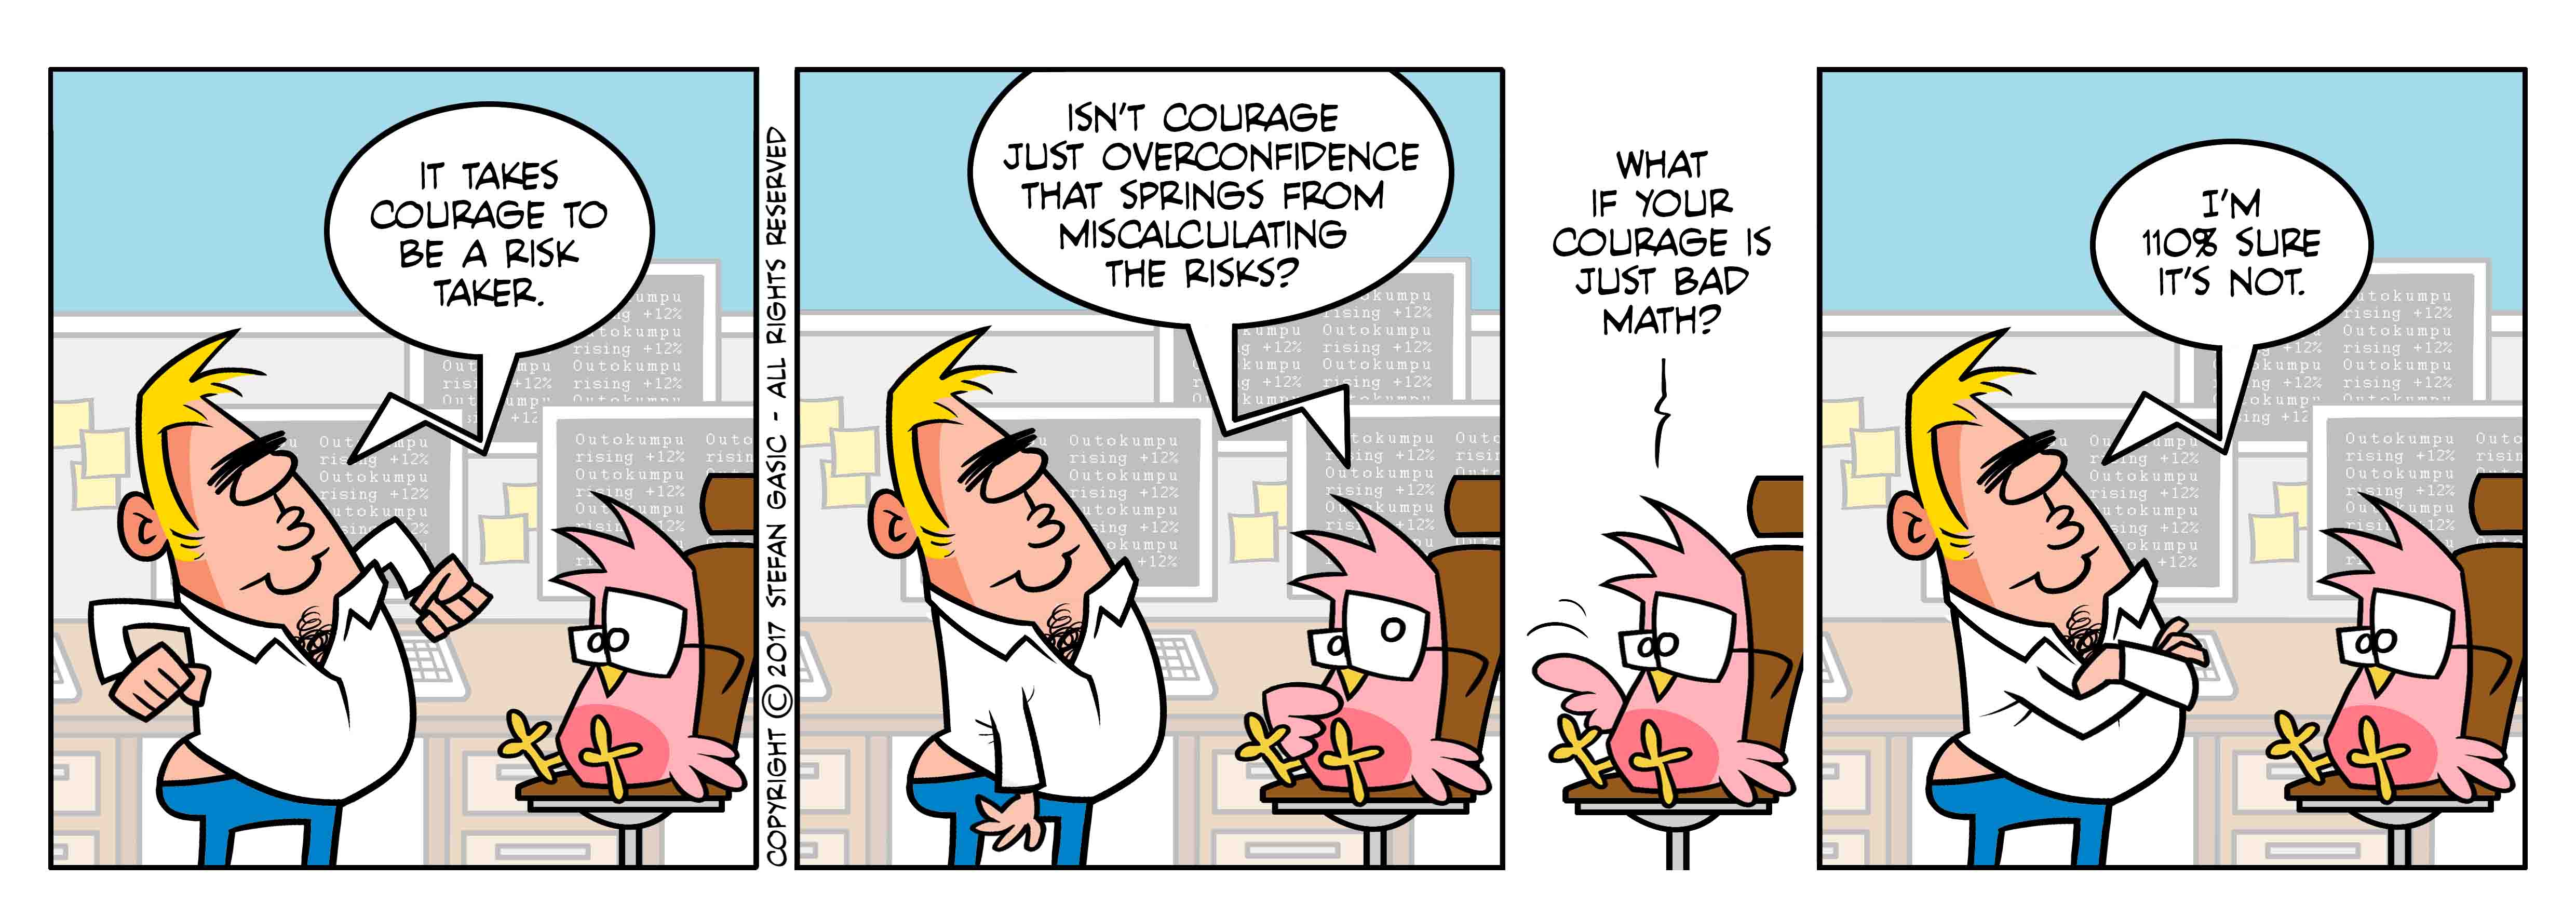 IT TAKES
COURAGE TO
BE A RISK
TAKER.
COPYRIGHT © 2017 STEFAN GASIC - ALL RIGHTS RESERVED
ISN'T COURAGE
JUST OVERCONFIDENCE
THAT SPRINGS FROM
MISCALCULATING
THE RISKS?
WHAT
IF YOUR
COURAGE IS
JUST BAD
MATH?
I'M
110% SURE
IT'S NOT.
Outokumpu
rising +12%
Outokumpu
rising +12%
Outokumpu
rising +12%